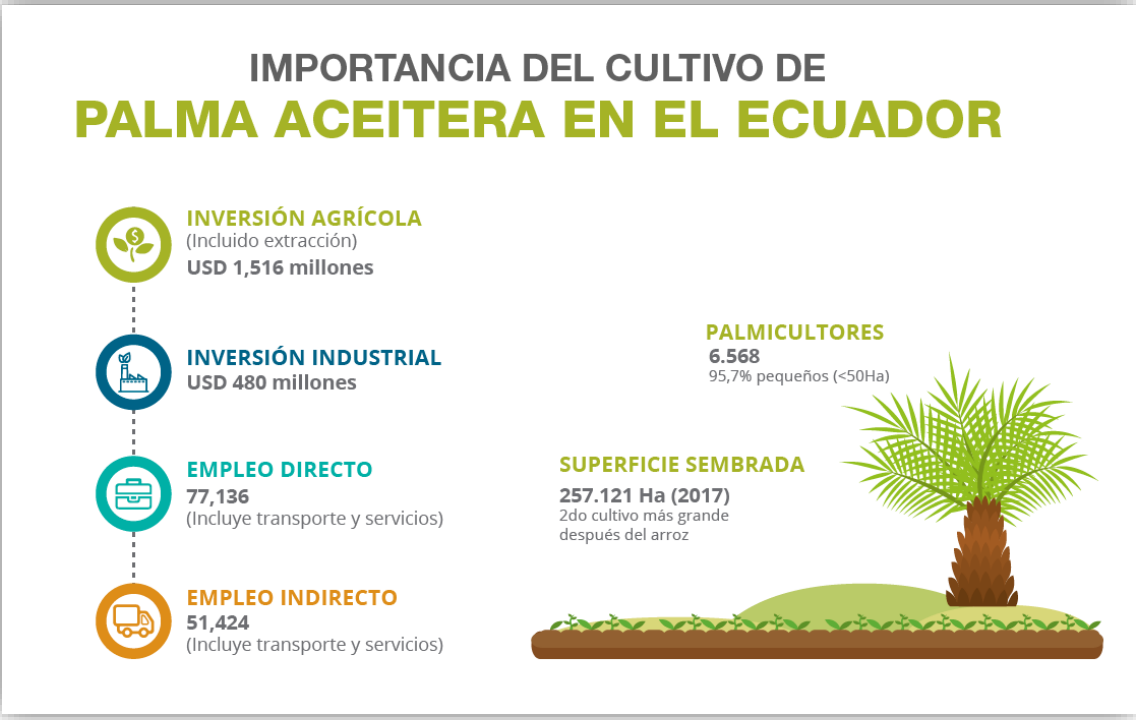 IMPORTANCIA DEL CULTIVO DE
PALMA ACEITERA EN EL ECUADOR
INVERSIÓN AGRÍCOLA
(Incluido extracción)
USD 1,516 millones
INVERSIÓN INDUSTRIAL
USD 480 millones
EMPLEO DIRECTO
77,136
(Incluye transporte y servicios)
EMPLEO INDIRECTO
51,424
(Incluye transporte y servicios)
PALMICULTORES
6.568
95,7% pequeños (<50Ha)
SUPERFICIE SEMBRADA
257.121 Ha (2017)
2do cultivo más grande
después del arroz